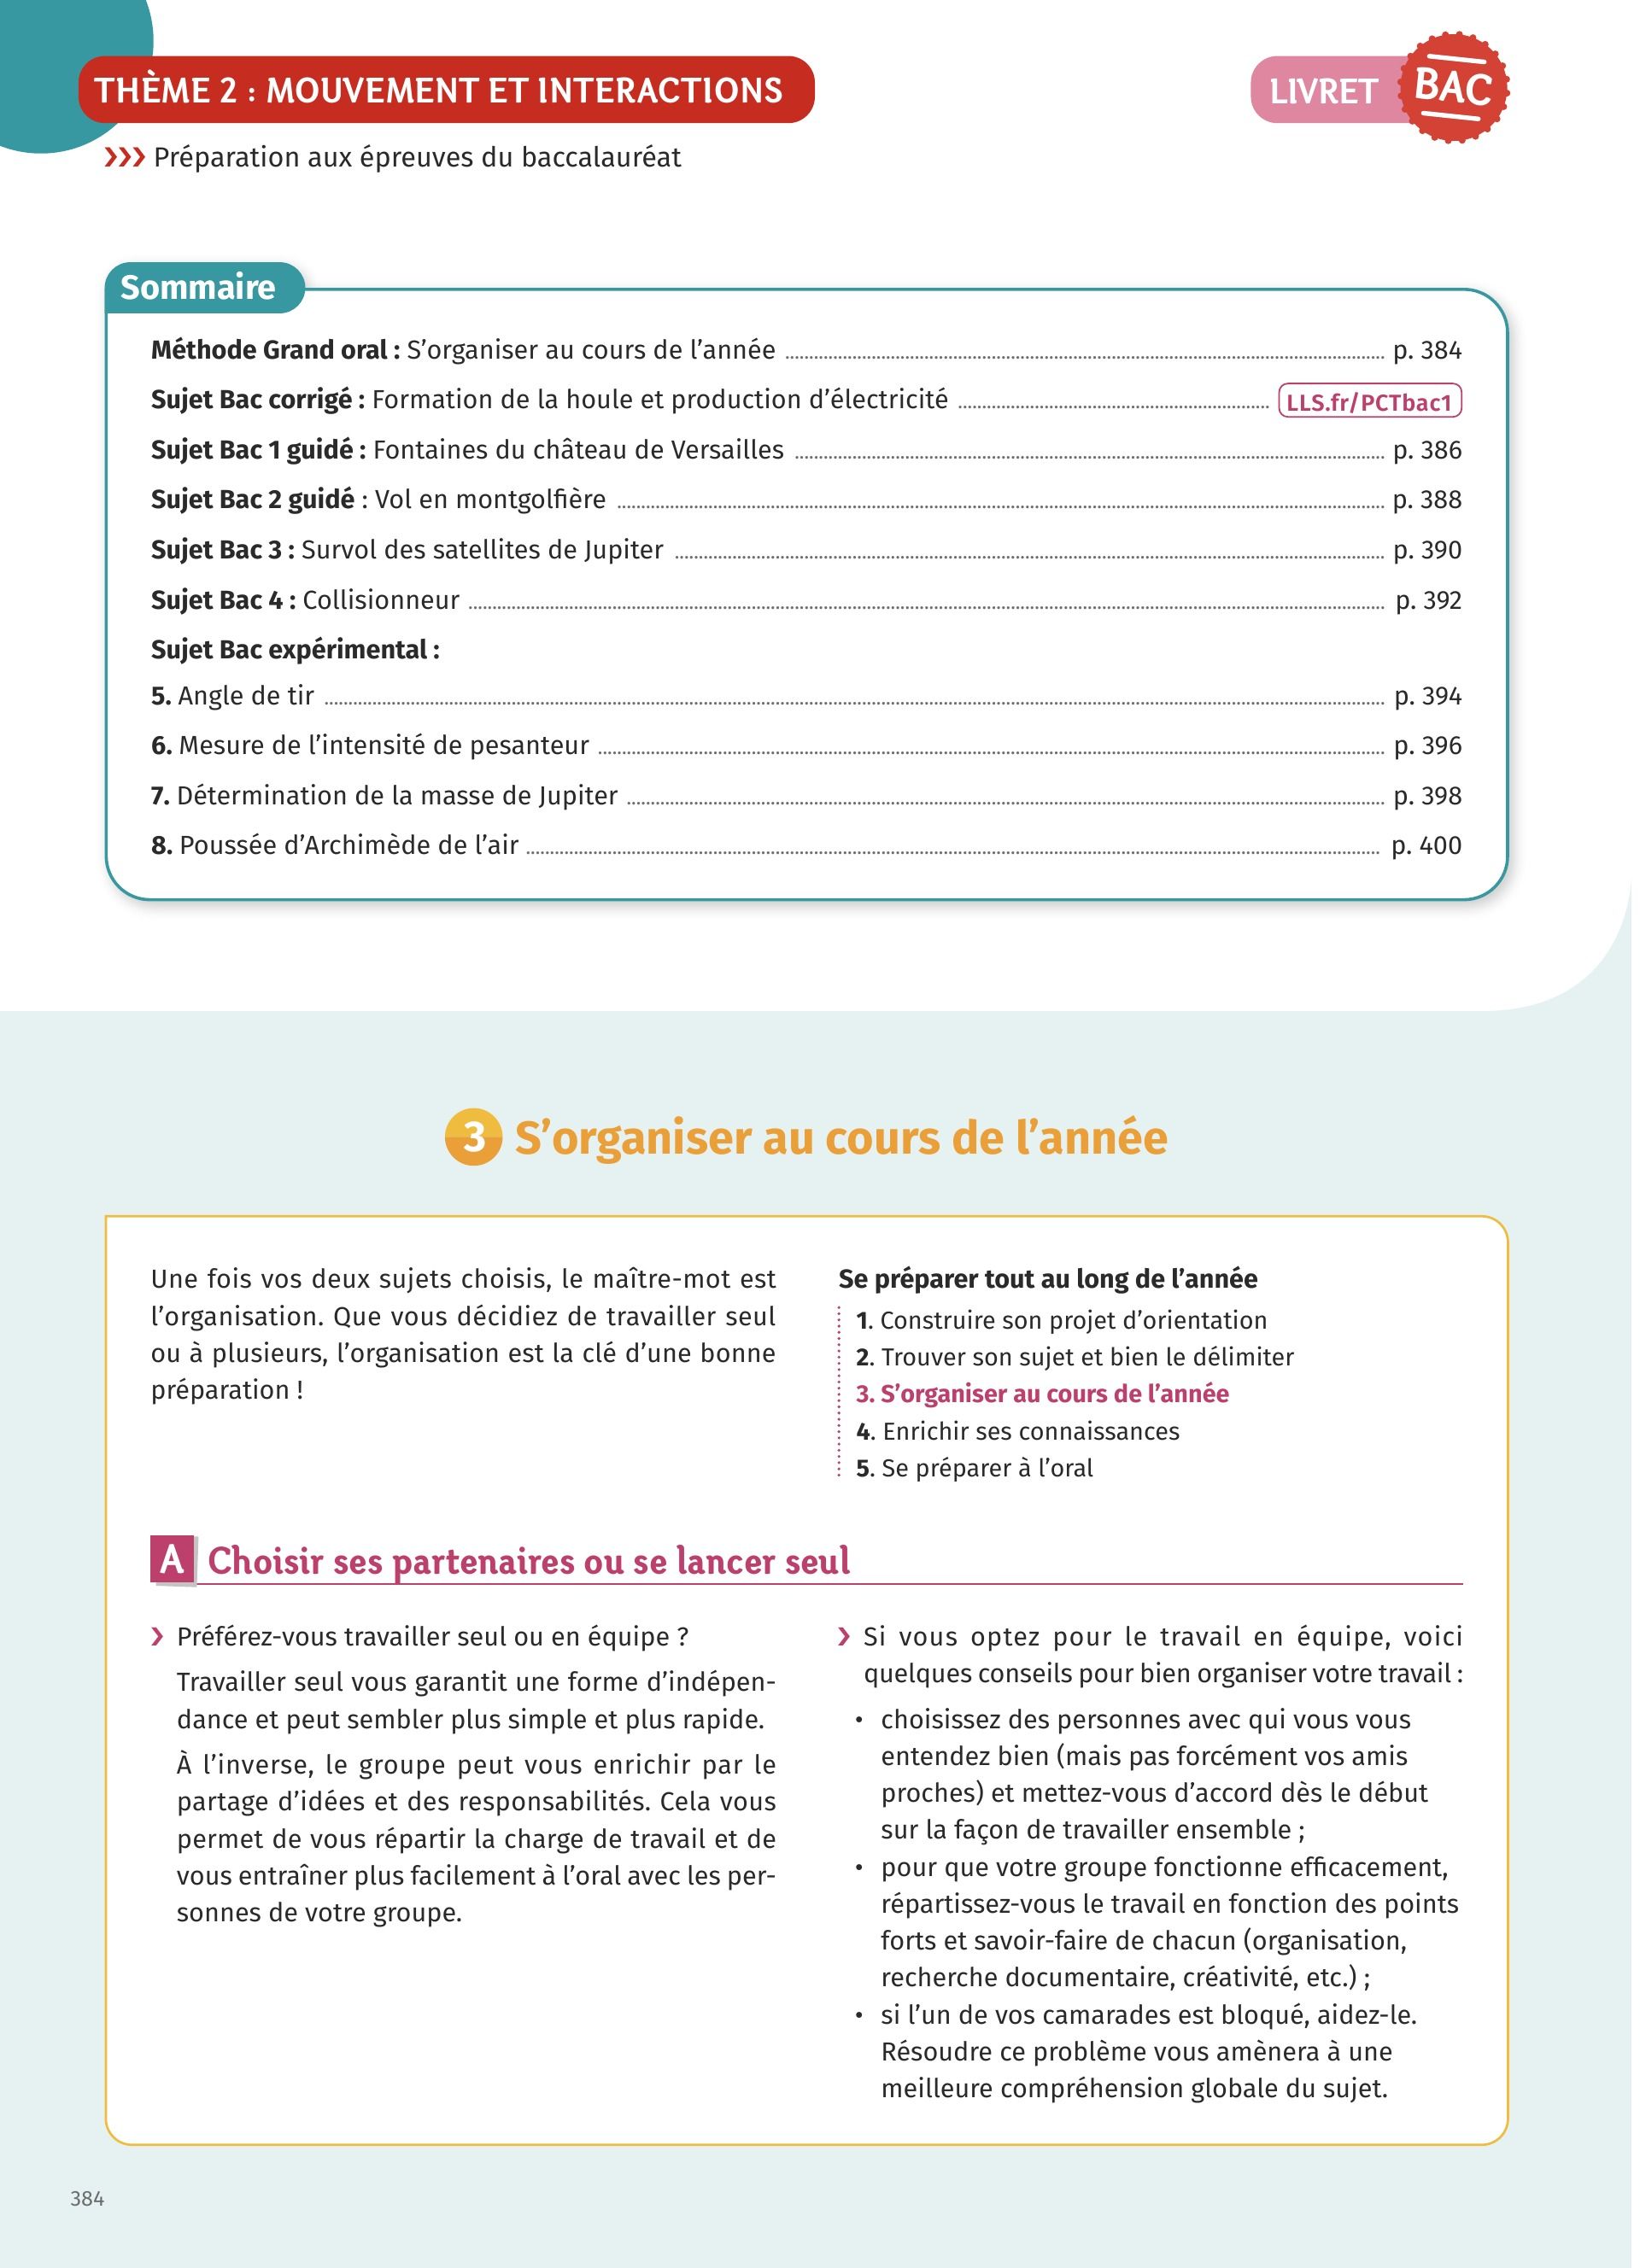 THÈME 2 : MOUVEMENT ET INTERACTIONS
LIVRET BAC
››› Préparation aux épreuves du baccalauréat
Sommaire
Méthode Grand oral : S’organiser au cours de l’année p. 384
Sujet Bac corrigé : Formation de la houle et production d’électricité LLS.fr/PCTbac1
Sujet Bac 1 guidé : Fontaines du château de Versailles p. 386
Sujet Bac 2 guidé : Vol en montgolfière p. 388
Sujet Bac 3 : Survol des satellites de Jupiter p. 390
Sujet Bac 4 : Collisionneur p. 392
Sujet Bac expérimental :
5. Angle de tir p. 394
6. Mesure de l’intensité de pesanteur p. 396
7. Détermination de la masse de Jupiter p. 398
8. Poussée d’Archimède de l’air p. 400
3 S’organiser au cours de l’année
Une fois vos deux sujets choisis, le maître-mot est
l’organisation. Que vous décidiez de travailler seul
ou à plusieurs, l’organisation est la clé d’une bonne
préparation !
Se préparer tout au long de l’année
1. Construire son projet d’orientation
2. Trouver son sujet et bien le délimiter
3. S’organiser au cours de l’année
4. Enrichir ses connaissances
5. Se préparer à l’oral
A Choisir ses partenaires ou se lancer seul
› Préférez-vous travailler seul ou en équipe ?
Travailler seul vous garantit une forme d’indépen-
dance et peut sembler plus simple et plus rapide.
À l’inverse, le groupe peut vous enrichir par le
partage d’idées et des responsabilités. Cela vous
permet de vous répartir la charge de travail et de
vous entraîner plus facilement à l’oral avec les per-
sonnes de votre groupe.
› Si vous optez pour le travail en équipe, voici
quelques conseils pour bien organiser votre travail :
• choisissez des personnes avec qui vous vous
entendez bien (mais pas forcément vos amis
proches) et mettez-vous d’accord dès le début
sur la façon de travailler ensemble ;
• pour que votre groupe fonctionne efficacement,
répartissez-vous le travail en fonction des points
forts et savoir-faire de chacun (organisation,
recherche documentaire, créativité, etc.) ;
• si l’un de vos camarades est bloqué, aidez-le.
Résoudre ce problème vous amènera à une
meilleure compréhension globale du sujet.
384